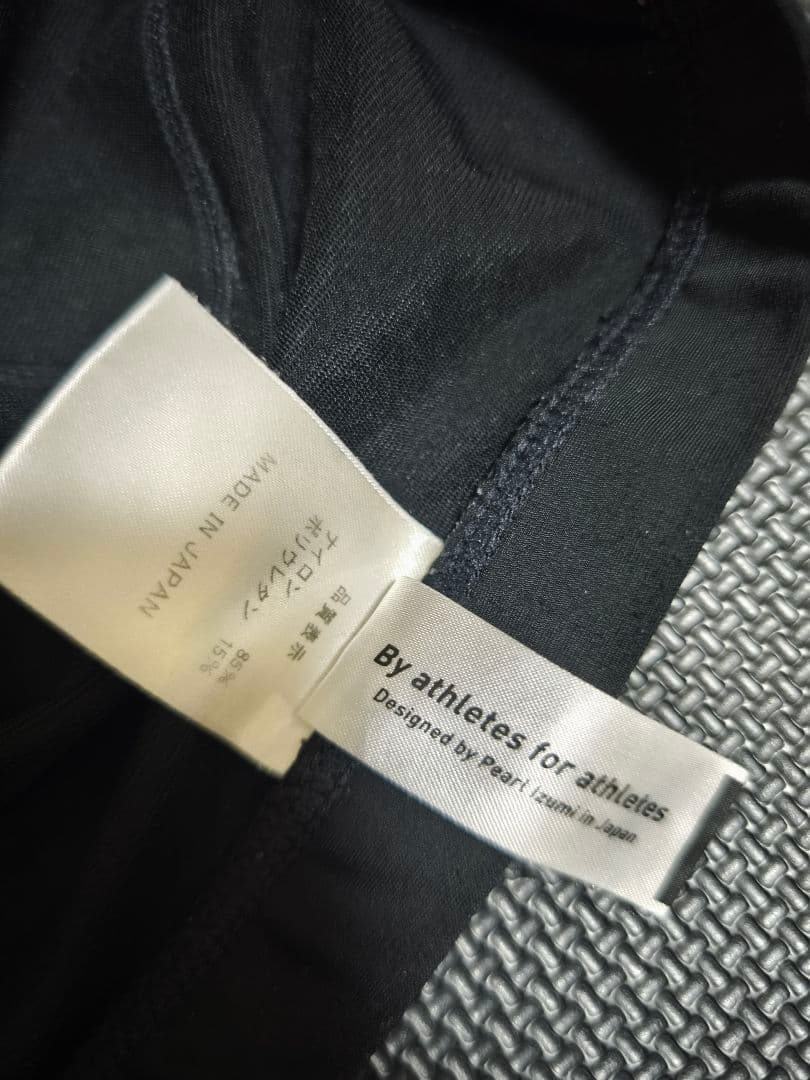 品質表示
ナイロン 85%
ポリウレタン 15%
MADE IN JAPAN
By athletes for athletes
Designed by Pearl Izumi in Japan